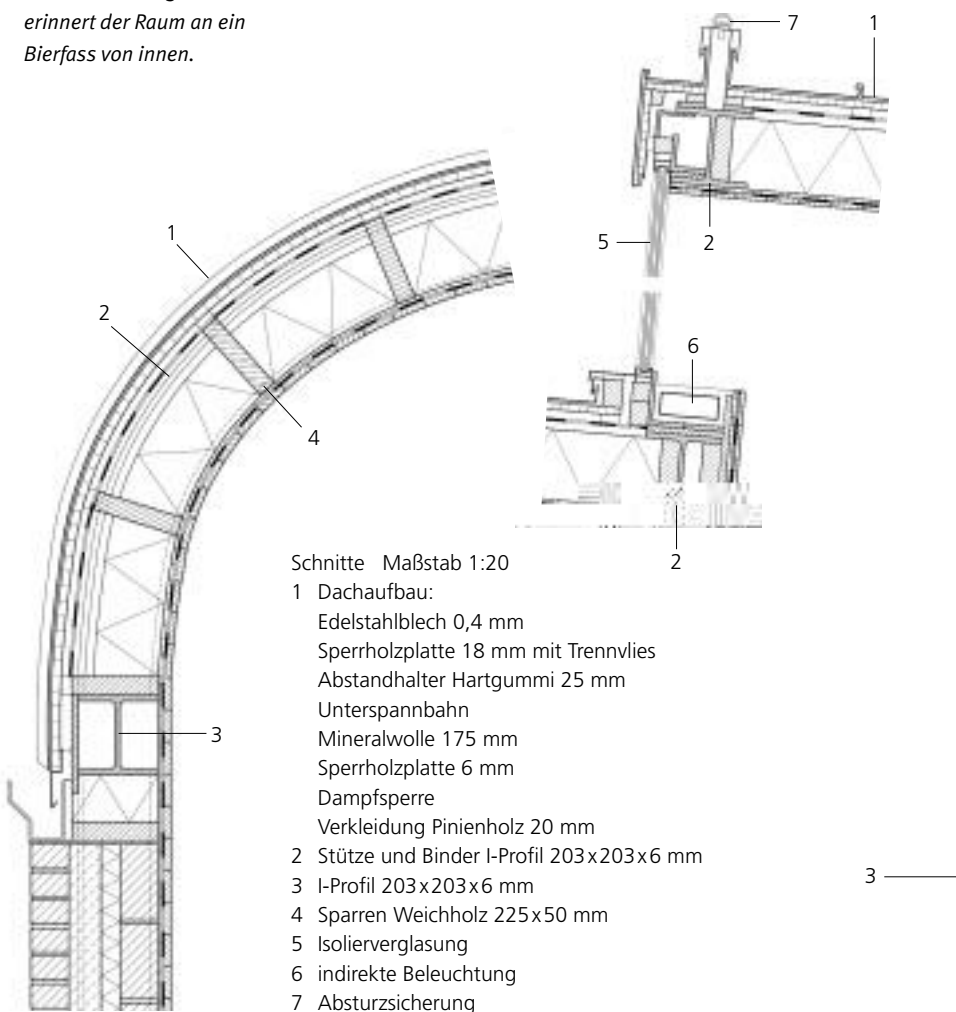 erinnert der Raum an ein
Bierfass von innen.
7
1
1
2
5
2
2
6
4
3
2
3
Schnitte Maßstab 1:20
1 Dachaufbau:
Edelstahlblech 0,4 mm
Sperrholzplatte 18 mm mit Trennvlies
Abstandhalter Hartgummi 25 mm
Unterspannbahn
Mineralwolle 175 mm
Sperrholzplatte 6 mm
Dampfsperre
Verkleidung Pinienholz 20 mm
2 Stütze und Binder I-Profil 203x203x6 mm
3 I-Profil 203x203x6 mm
4 Sparren Weichholz 225x50 mm
5 Isolierverglasung
6 indirekte Beleuchtung
7 Absturzsicherung